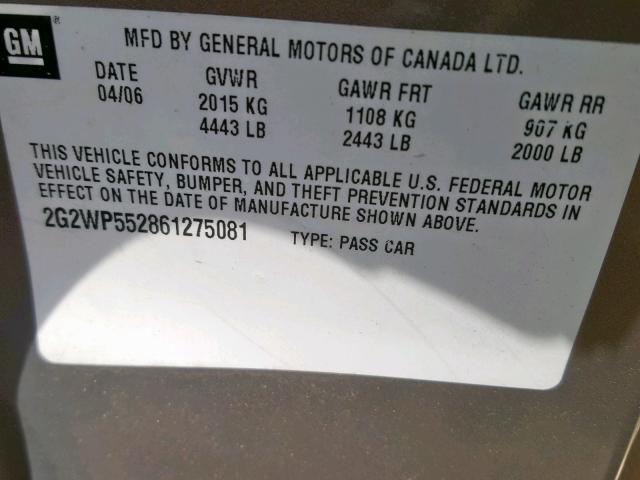 GM
MFD BY GENERAL MOTORS OF CANADA LTD.
DATE GVWR GAWR FRT GAWR RR
04/06 2015 KG 1108 KG 907 KG
4443 LB 2443 LB 2000 LB
THIS VEHICLE CONFORMS TO ALL APPLICABLE U.S. FEDERAL MOTOR
VEHICLE SAFETY, BUMPER, AND THEFT PREVENTION STANDARDS IN
EFFECT ON THE DATE OF MANUFACTURE SHOWN ABOVE.
2G2WP552861275081 TYPE: PASS CAR